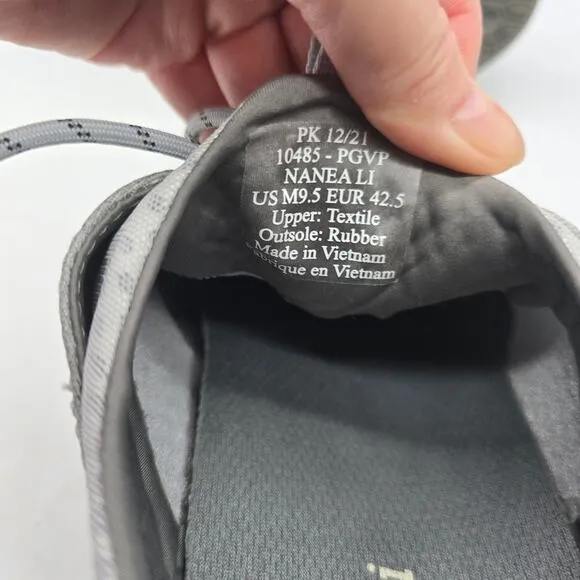 PK 12/21
10485 - PGVP
NANEA LI
US M9.5 EUR 42.5
Upper: Textile
Outsole: Rubber
Made in Vietnam
Fabrique en Vietnam